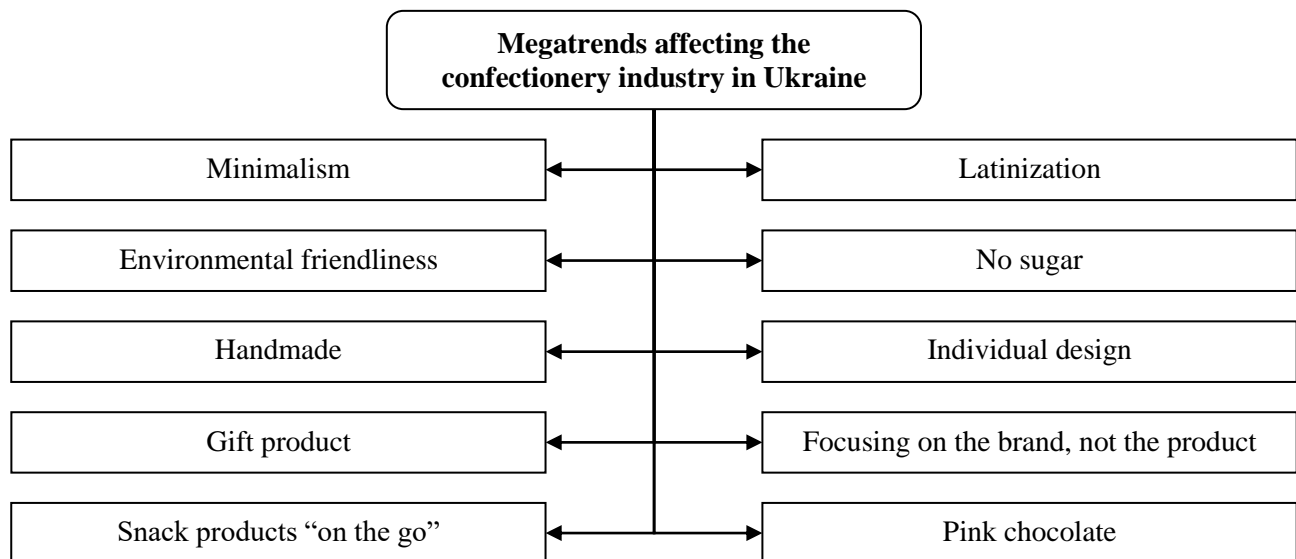 Megatrends affecting the
confectionery industry in Ukraine
Minimalism
Latinization
Environmental friendliness
No sugar
Handmade
Individual design
Gift product
Focusing on the brand, not the product
Snack products “on the go”
Pink chocolate